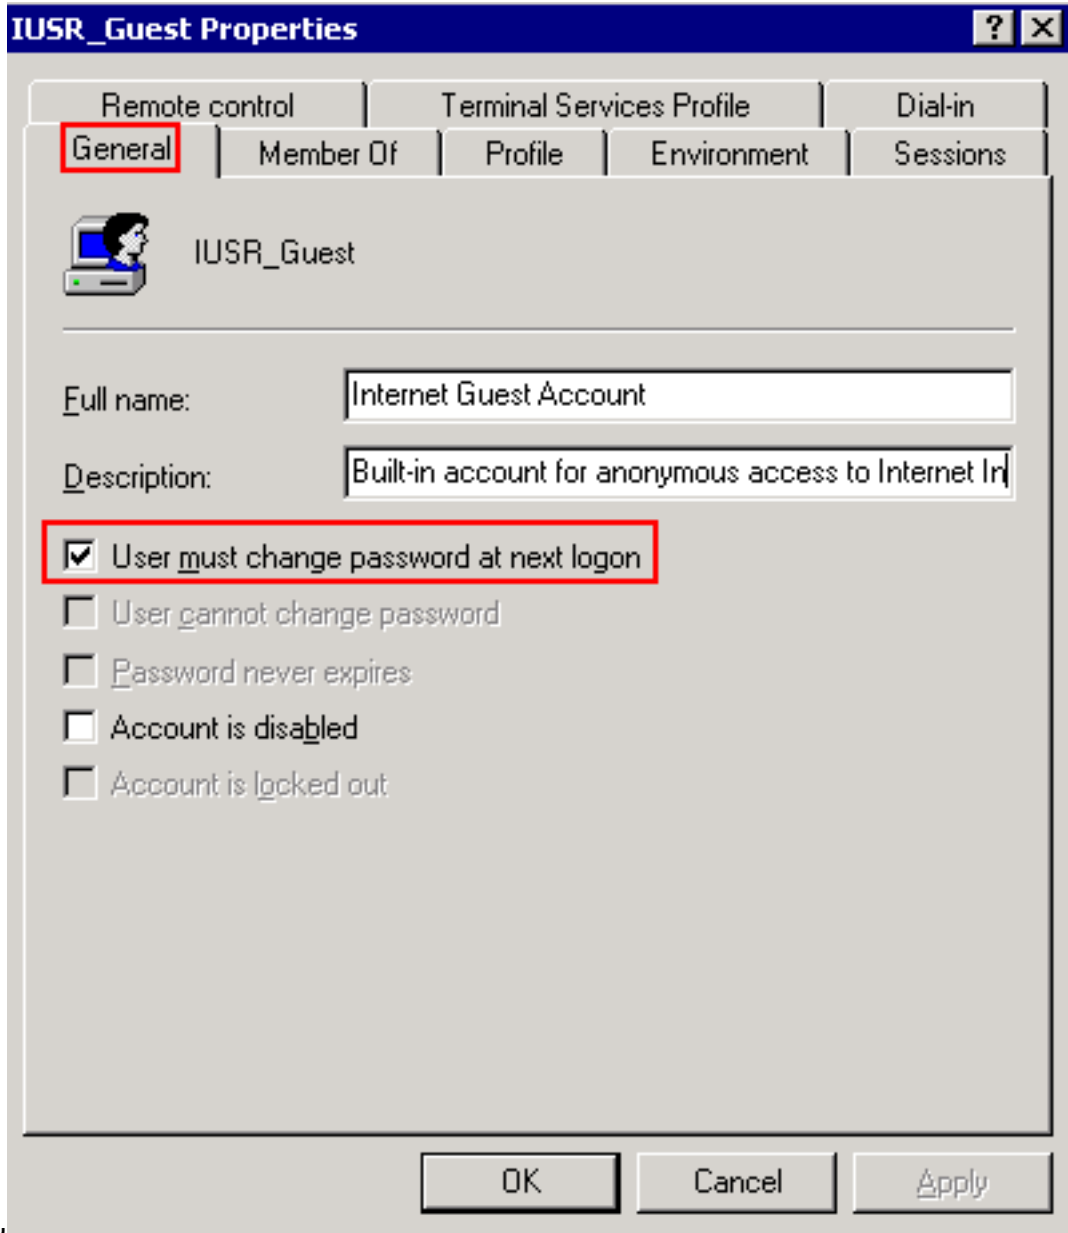 IUSR_Guest Properties
Remote control Terminal Services Profile Dial-in
General Member Of Profile Environment Sessions
IUSR_Guest
Full name: Internet Guest Account
Description: Built-in account for anonymous access to Internet In
User must change password at next logon
User cannot change password
Password never expires
Account is disabled
Account is locked out
OK Cancel Apply